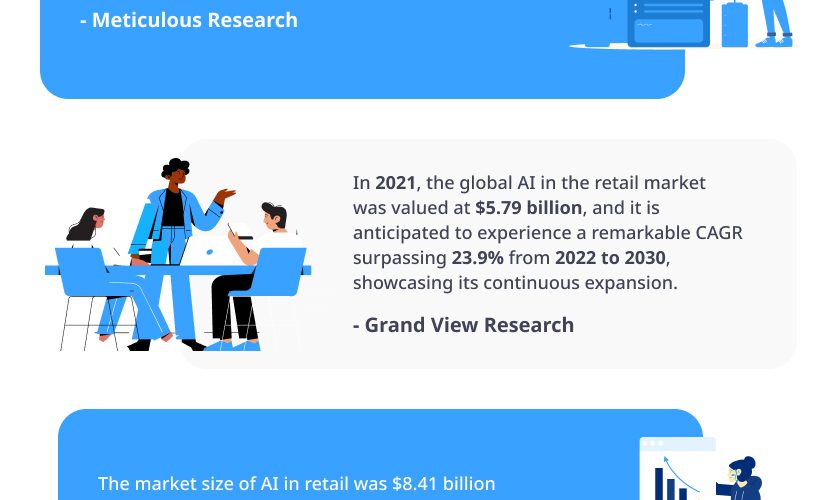 - Meticulous Research
In 2021, the global AI in the retail market
was valued at $5.79 billion, and it is
anticipated to experience a remarkable CAGR
surpassing 23.9% from 2022 to 2030,
showcasing its continuous expansion.
- Grand View Research
The market size of AI in retail was $8.41 billion